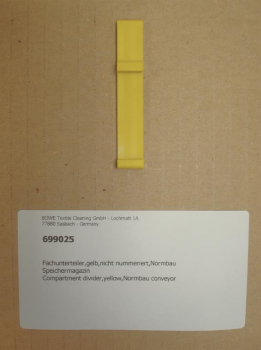 BÖWE Textile Cleaning GmbH - Lochmatt 1A
77880 Sasbach - Germany
699025
Fachunterteiler,gelb,nicht nummeriert,Normbau
Speichermagazin
Compartment divider,yellow,Normbau conveyor